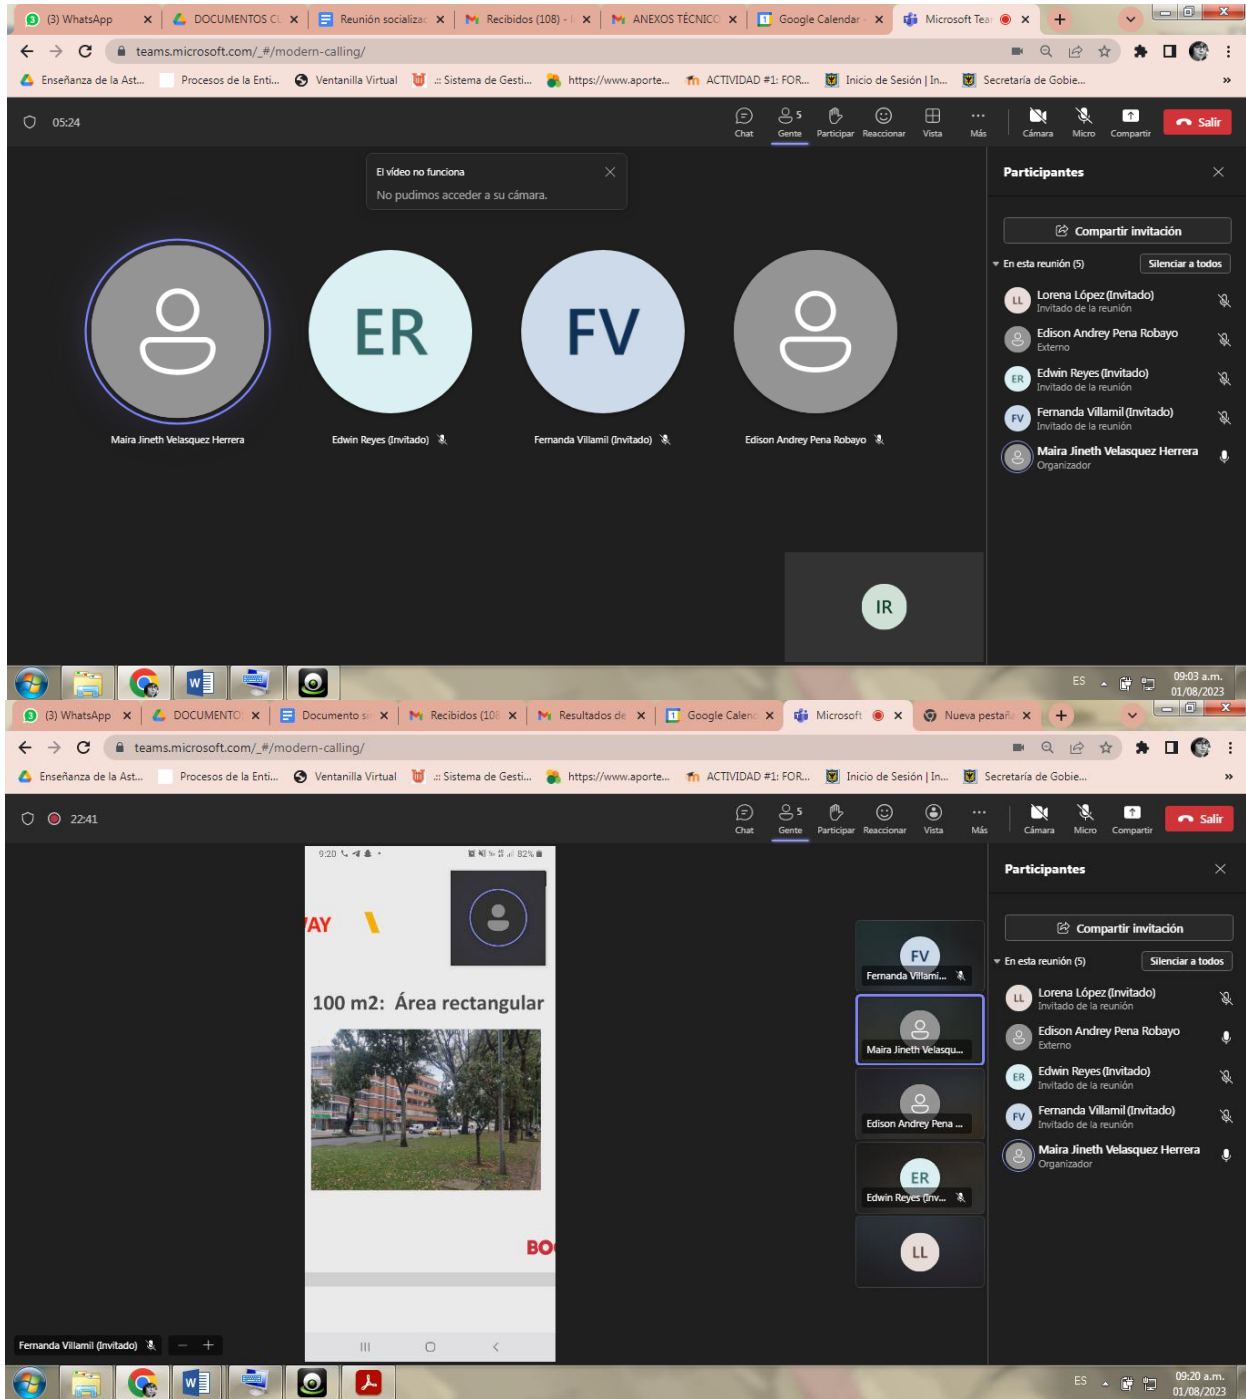 (3) WhatsApp
DOCUMENTOS CL
Reunión socializac
Recibidos (108) - l
ANEXOS TÉCNICO
Google Calendar -
Microsoft Tea
teams.microsoft.com/_#/modern-calling/
Enseñanza de la Ast...
Procesos de la Enti...
Ventanilla Virtual
.:: Sistema de Gesti...
https://www.aporte...
ACTIVIDAD #1: FOR...
Inicio de Sesión | In...
Secretaría de Gobie...
»
05:24
Chat
5
Gente
Participar
Reaccionar
Vista
Más
Cámara
Micro
Compartir
Salir
El vídeo no funciona
No pudimos acceder a su cámara.
ER
FV
Maira Jineth Velasquez Herrera
Edwin Reyes (Invitado)
Fernanda Villamil (Invitado)
Edison Andrey Pena Robayo
IR
Participantes
Compartir invitación
En esta reunión (5)
Silenciar a todos
LL
Lorena López (Invitado)
Invitado de la reunión
Edison Andrey Pena Robayo
Externo
ER
Edwin Reyes (Invitado)
Invitado de la reunión
FV
Fernanda Villamil (Invitado)
Invitado de la reunión
Maira Jineth Velasquez Herrera
Organizador
ES
09:03 a.m.
01/08/2023
(3) WhatsApp
DOCUMENTO
Documento si
Recibidos (108
Resultados de
Google Calenc
Microsoft
Nueva pestañ
teams.microsoft.com/_#/modern-calling/
Enseñanza de la Ast...
Procesos de la Enti...
Ventanilla Virtual
.:: Sistema de Gesti...
https://www.aporte...
ACTIVIDAD #1: FOR...
Inicio de Sesión | In...
Secretaría de Gobie...
»
22:41
Chat
5
Gente
Participar
Reaccionar
Vista
Más
Cámara
Micro
Compartir
Salir
9:20
82%
WAY
100 m2: Área rectangular
BO
Fernanda Villamil (Invitado)
FV
Fernanda Villami...
Maira Jineth Velasqu...
Edison Andrey Pena ...
ER
Edwin Reyes (Inv...
LL
Participantes
Compartir invitación
En esta reunión (5)
Silenciar a todos
LL
Lorena López (Invitado)
Invitado de la reunión
Edison Andrey Pena Robayo
Externo
ER
Edwin Reyes (Invitado)
Invitado de la reunión
FV
Fernanda Villamil (Invitado)
Invitado de la reunión
Maira Jineth Velasquez Herrera
Organizador
ES
09:20 a.m.
01/08/2023